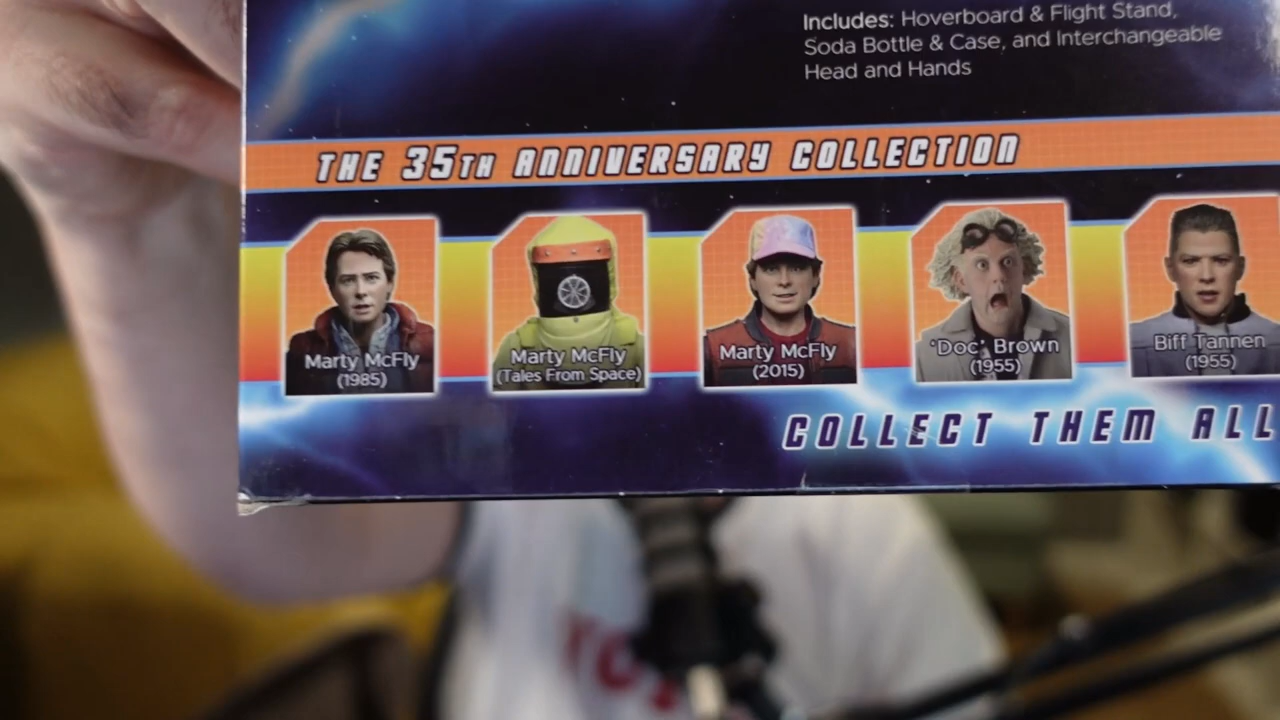 Includes: Hoverboard & Flight Stand,
Soda Bottle & Case, and Interchangeable
Head and Hands
THE 35TH ANNIVERSARY COLLECTION
Marty McFly
(1985)
Marty McFly
(Tales From Space)
Marty McFly
(2015)
'Doc' Brown
(1955)
Biff Tannen
(1955)
COLLECT THEM ALL